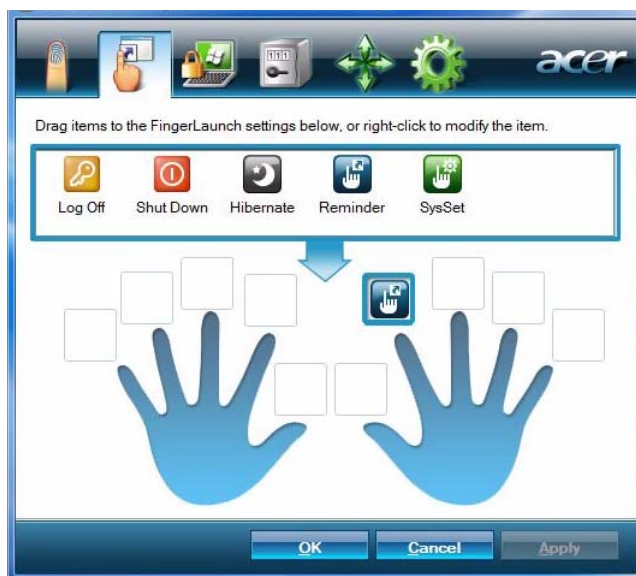 acer
Drag items to the FingerLaunch settings below, or right-click to modify the item.
Log Off Shut Down Hibernate Reminder SysSet
OK Cancel Apply